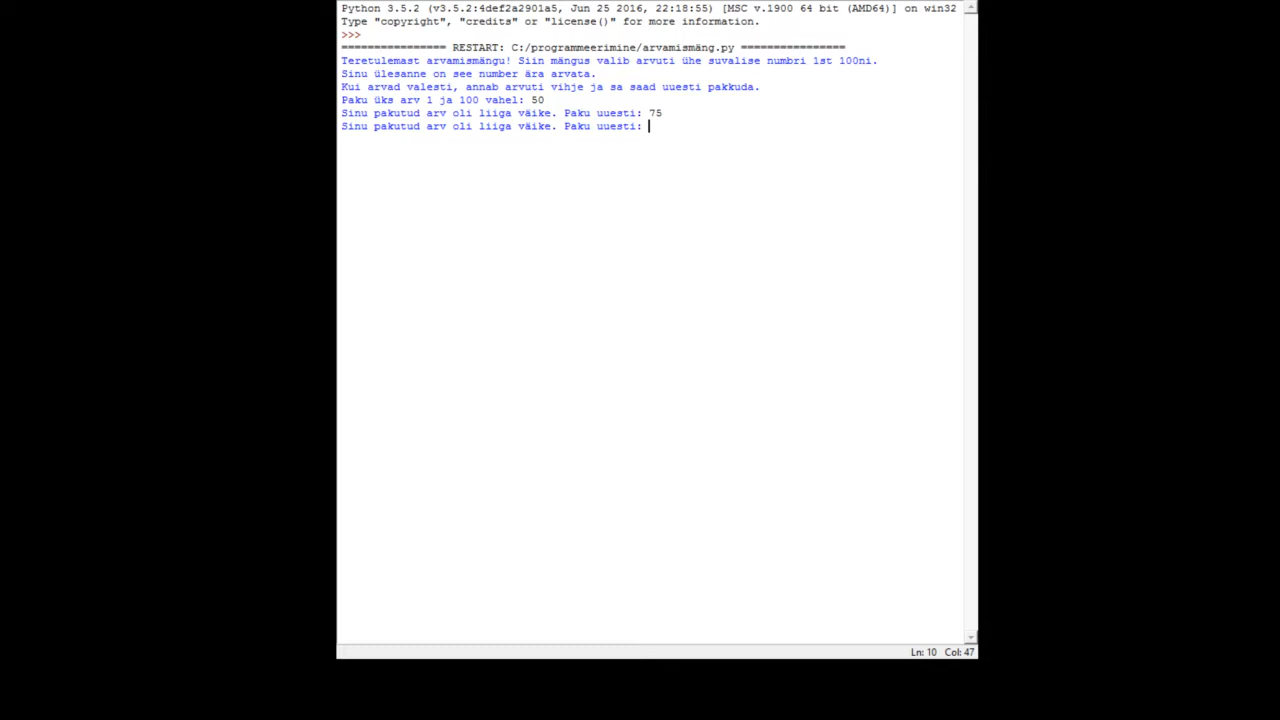 Python 3.5.2 (v3.5.2:4def2a2901a5, Jun 25 2016, 22:18:55) [MSC v.1900 64 bit (AMD64)] on win32
Type "copyright", "credits" or "license()" for more information.
>>>
================ RESTART: C:/programmeerimine/arvamismäng.py ================
Teretulemast arvamismängu! Siin mängus valib arvuti ühe suvalise numbri 1st 100ni.
Sinu ülesanne on see number ära arvata.
Kui arvad valesti, annab arvuti vihje ja sa saad uuesti pakkuda.
Paku üks arv 1 ja 100 vahel: 50
Sinu pakutud arv oli liiga väike. Paku uuesti: 75
Sinu pakutud arv oli liiga väike. Paku uuesti:
Ln: 10 Col: 47